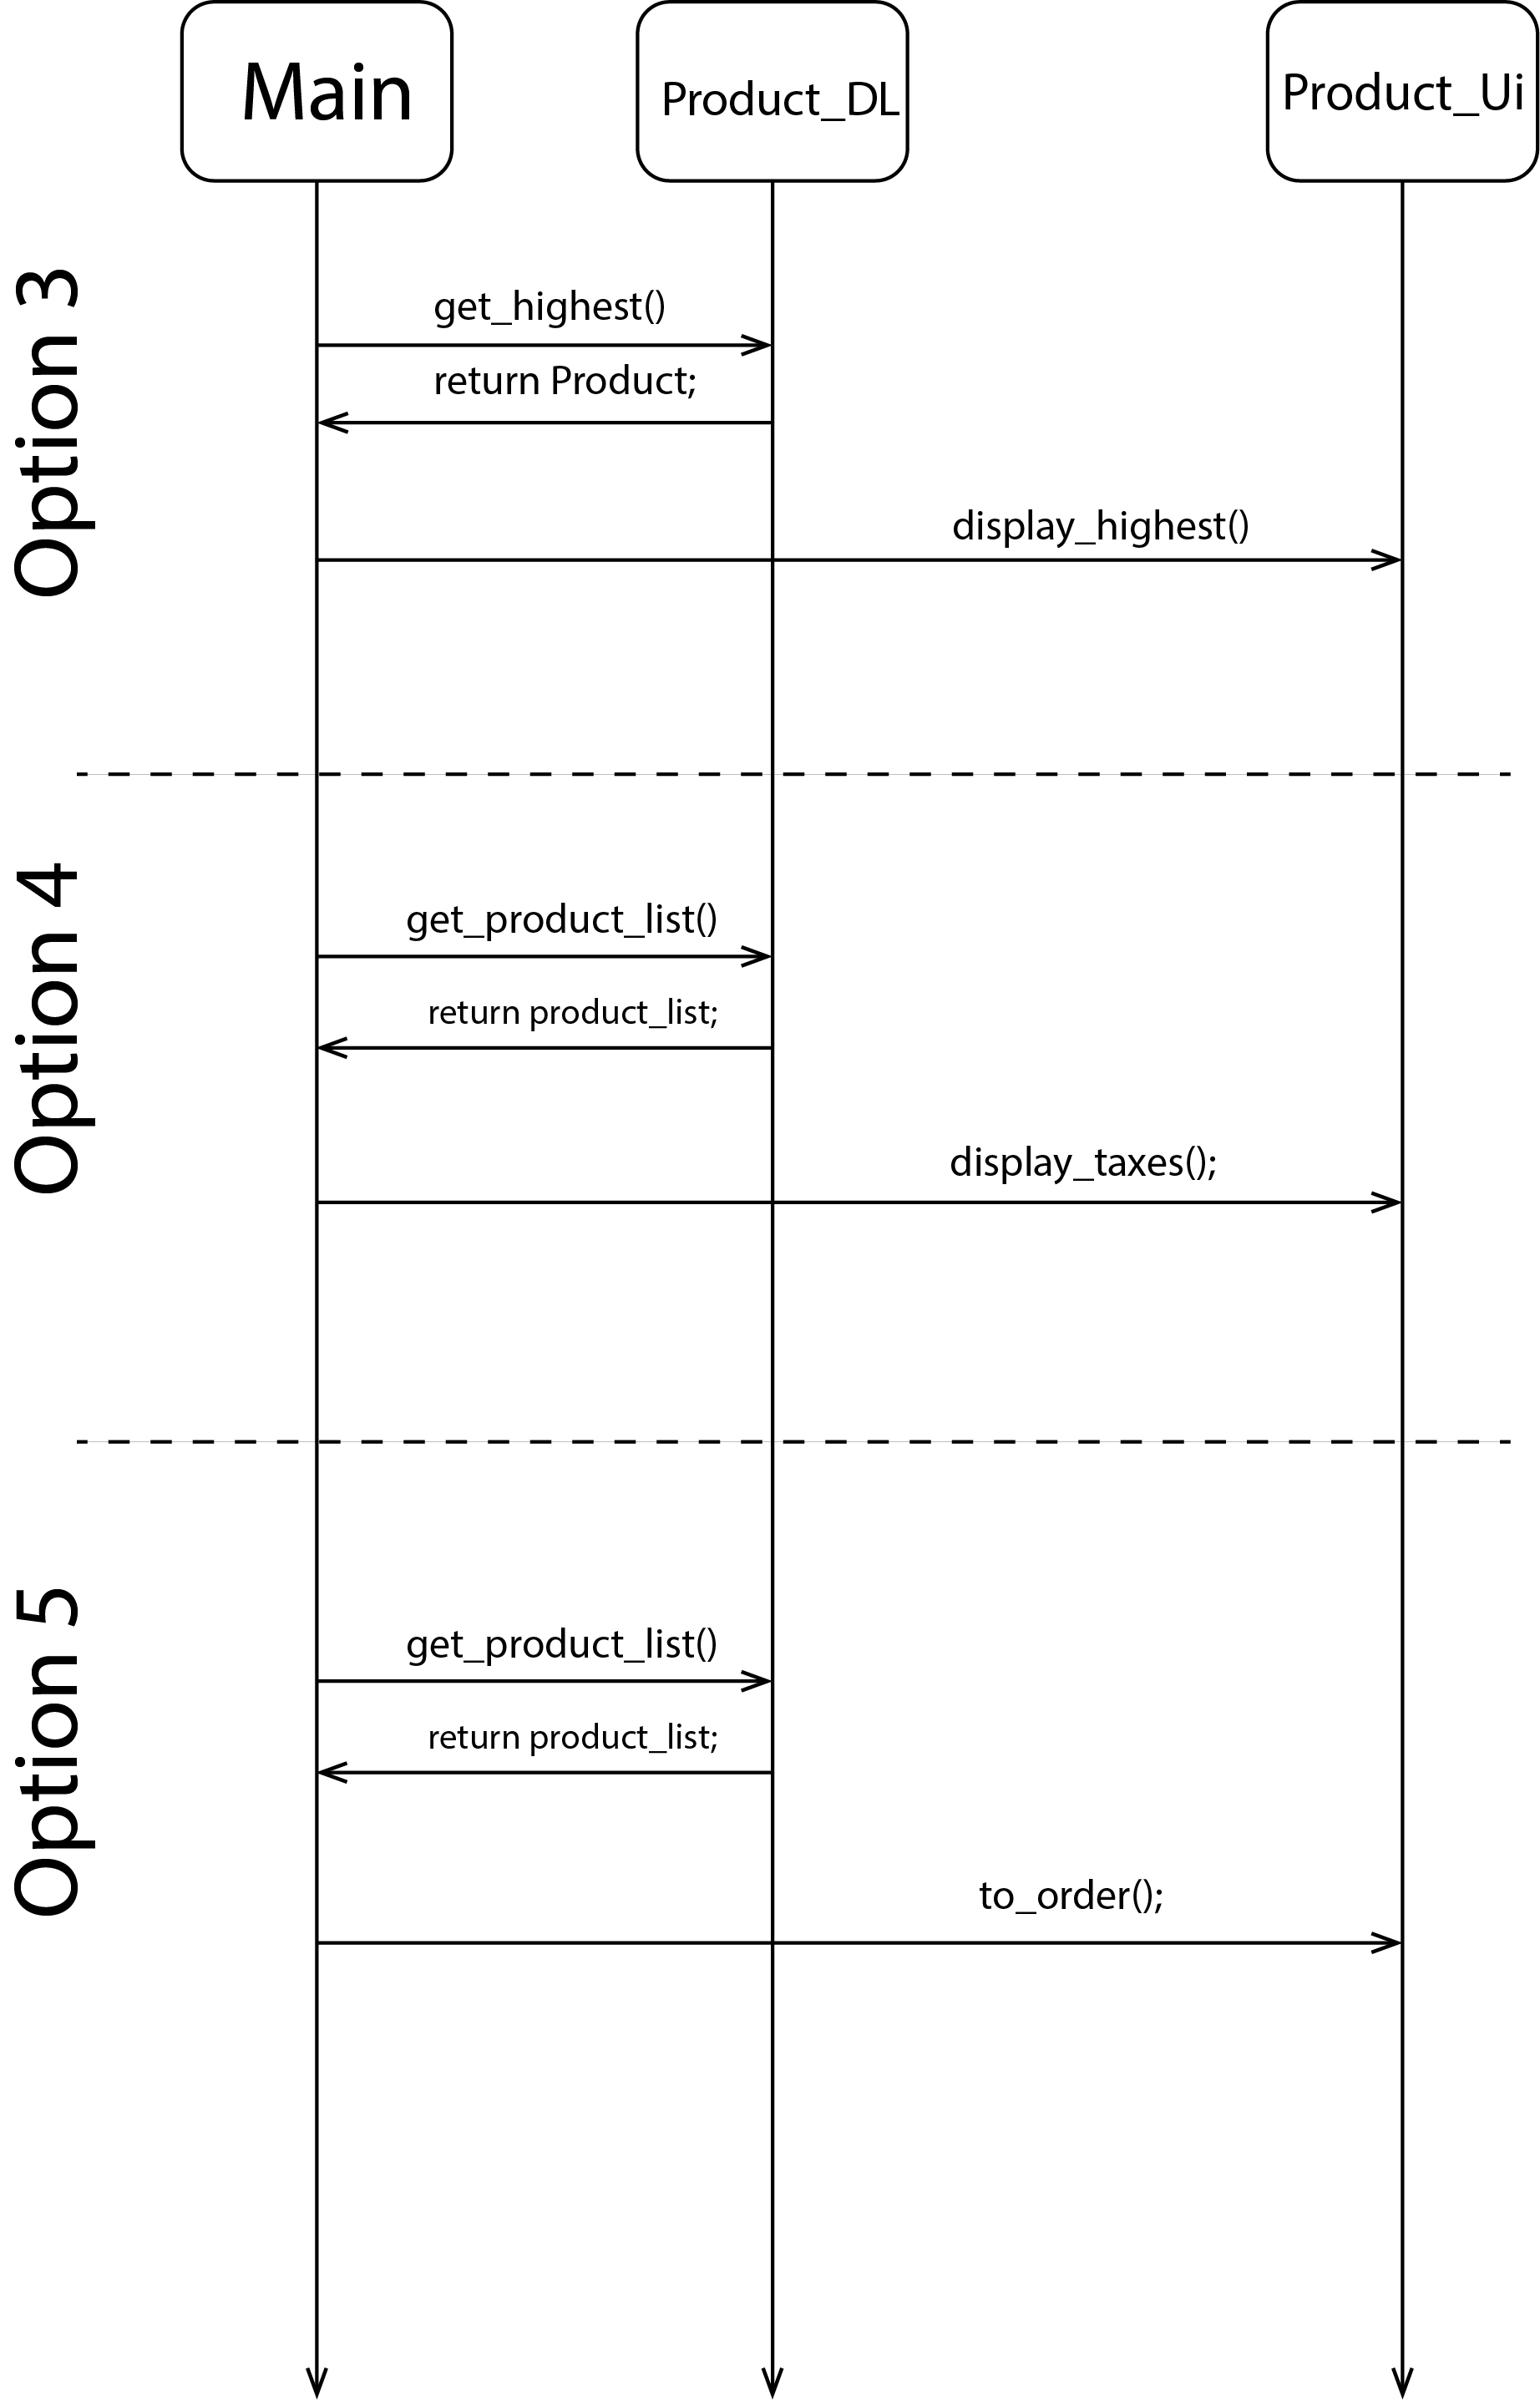 Main
Product_DL
Product_Ui
Option 3
get_highest()
return Product;
display_highest()
Option 4
get_product_list()
return product_list;
display_taxes();
Option 5
get_product_list()
return product_list;
to_order();